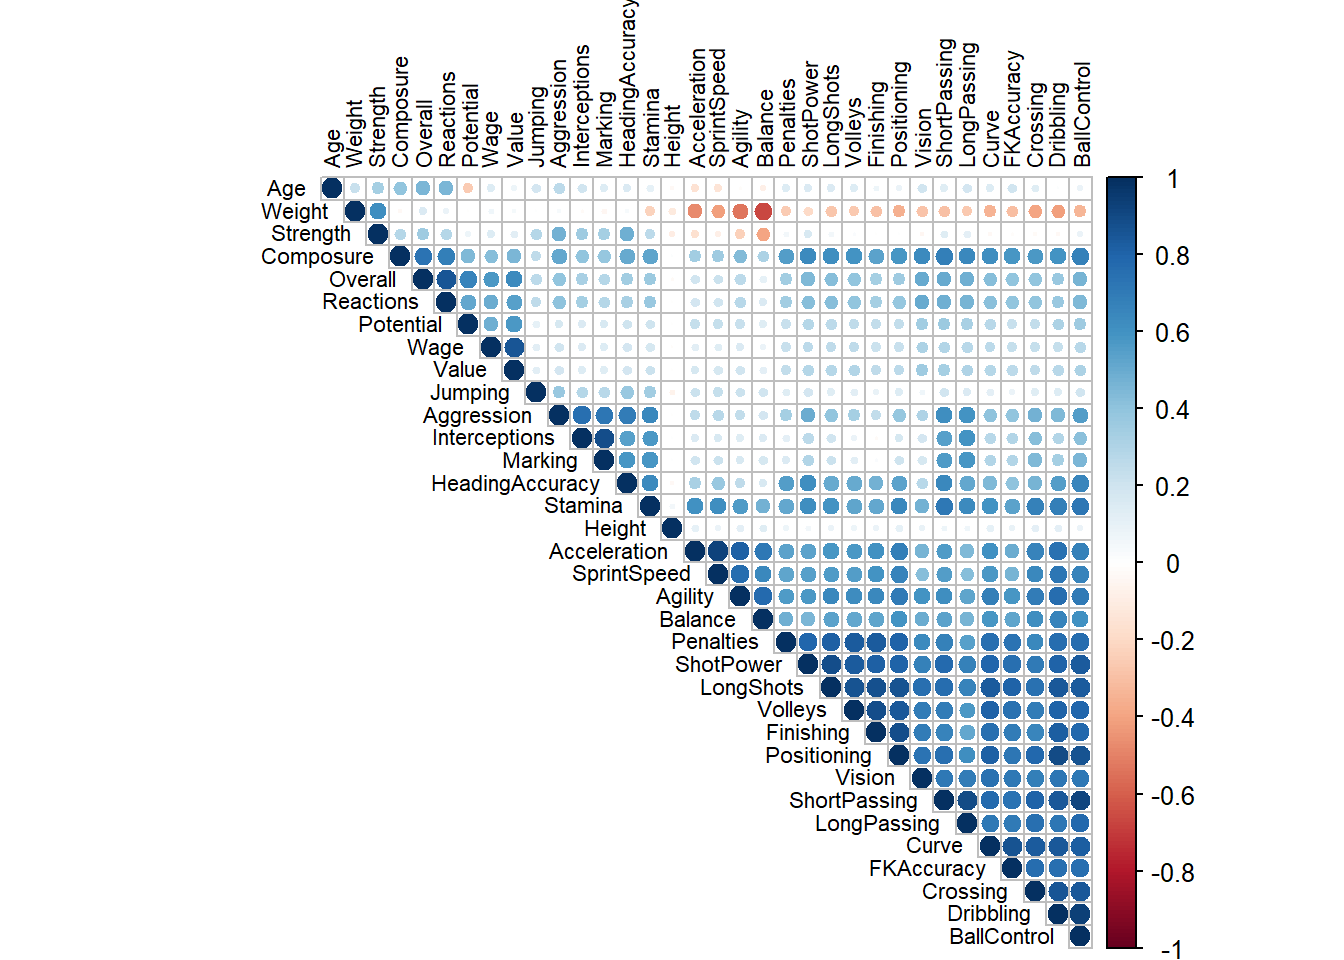 Age
Weight
Strength
Composure
Overall
Reactions
Potential
Wage
Value
Jumping
Aggression
Interceptions
Marking
HeadingAccuracy
Stamina
Height
Acceleration
SprintSpeed
Agility
Balance
Penalties
ShotPower
LongShots
Volleys
Finishing
Positioning
Vision
ShortPassing
LongPassing
Curve
FKAccuracy
Crossing
Dribbling
BallControl
Age
Weight
Strength
Composure
Overall
Reactions
Potential
Wage
Value
Jumping
Aggression
Interceptions
Marking
HeadingAccuracy
Stamina
Height
Acceleration
SprintSpeed
Agility
Balance
Penalties
ShotPower
LongShots
Volleys
Finishing
Positioning
Vision
ShortPassing
LongPassing
Curve
FKAccuracy
Crossing
Dribbling
BallControl
1
0.8
0.6
0.4
0.2
0
-0.2
-0.4
-0.6
-0.8
-1